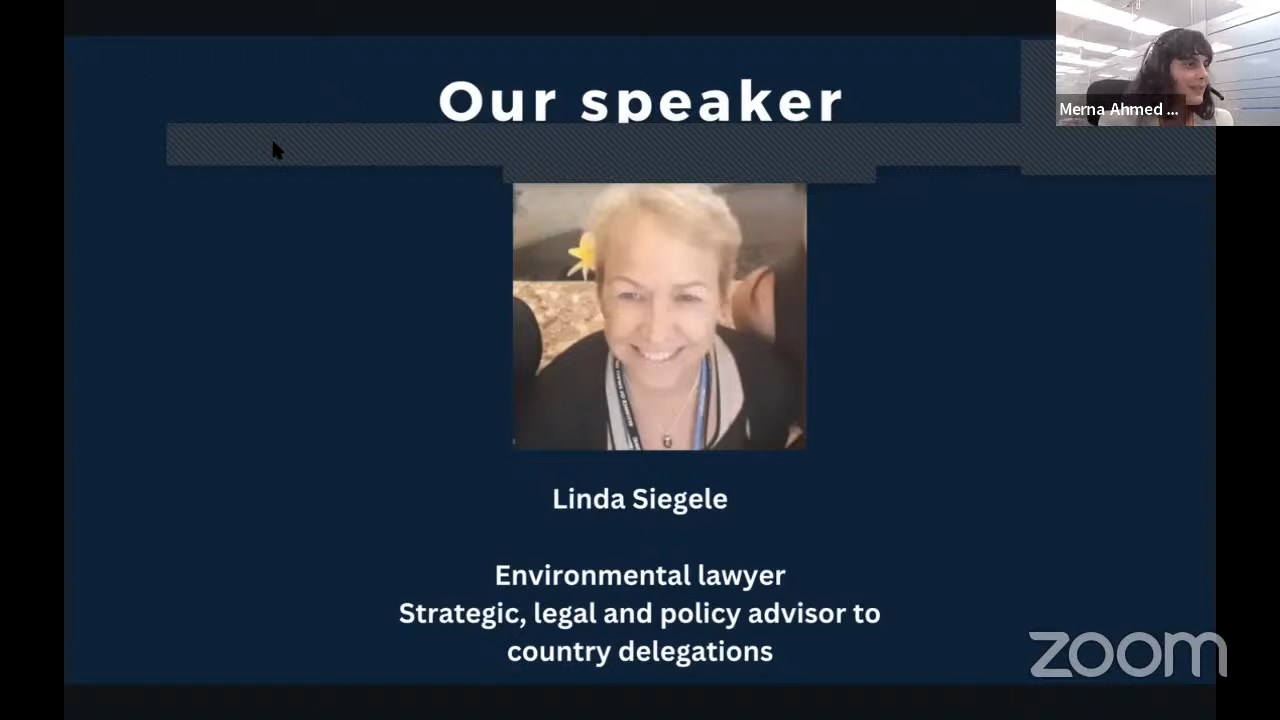 Our speaker
Merna Ahmed ...
Linda Siegele
Environmental lawyer
Strategic, legal and policy advisor to
country delegations
zoom